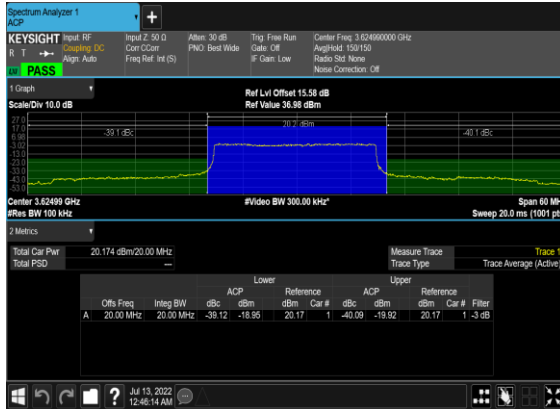 Spectrum Analyzer 1
ACP
KEYSIGHT Input: RF Input Z: 50 Ω Atten: 30 dB Trig: Free Run Center Freq: 3.624990000 GHz
R T Coupling: DC Corr CCorr PNO: Best Wide Gate: Off Avg|Hold: 150/150
Align: Auto Freq Ref: Int (S) IF Gain: Low Radio Std: None
Noise Correction: Off
PASS
1 Graph Ref Lvl Offset 15.58 dB
Scale/Div 10.0 dB Ref Value 36.98 dBm
27.0
17.0 -39.1 dBc 20.2 dBm -40.1 dBc
6.98
-3.02
-13.0
-23.0
-33.0
-43.0
-53.0
Center 3.62499 GHz #Video BW 300.00 kHz* Span 60 MH
#Res BW 100 kHz Sweep 20.0 ms (1001 pt
2 Metrics
Total Car Pwr 20.174 dBm/20.00 MHz Measure Trace Trace 1
Total PSD --- Trace Type Trace Average (Active)
Lower Upper
ACP Reference ACP Reference
Offs Freq Integ BW dBc dBm dBm Car # dBc dBm dBm Car # Filter
A 20.00 MHz 20.00 MHz -39.12 -18.95 20.17 1 -40.09 -19.92 20.17 1 -3 dB
? Jul 13, 2022
12:46:14 AM